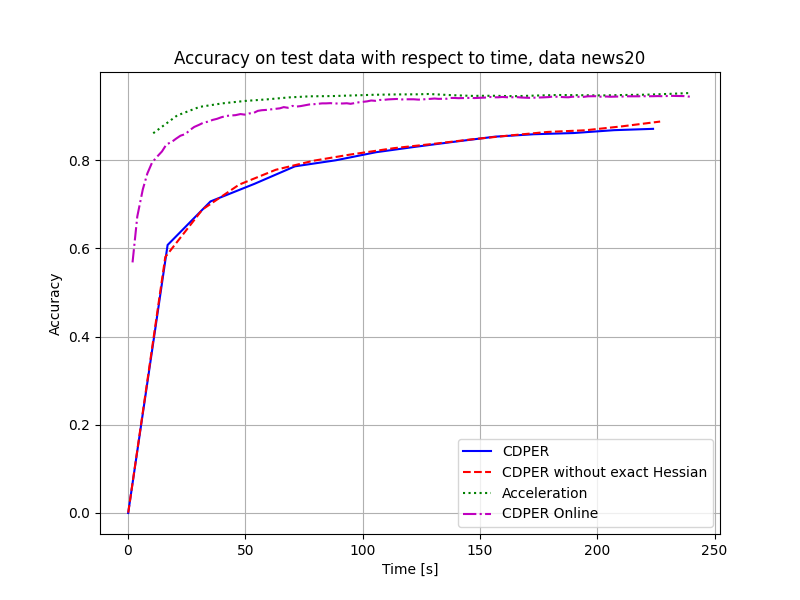 Accuracy on test data with respect to time, data news20
Accuracy
0.8
0.6
0.4
0.2
0.0
CDPER
CDPER without exact Hessian
Acceleration
CDPER Online
0 50 100 150 200 250
Time [s]